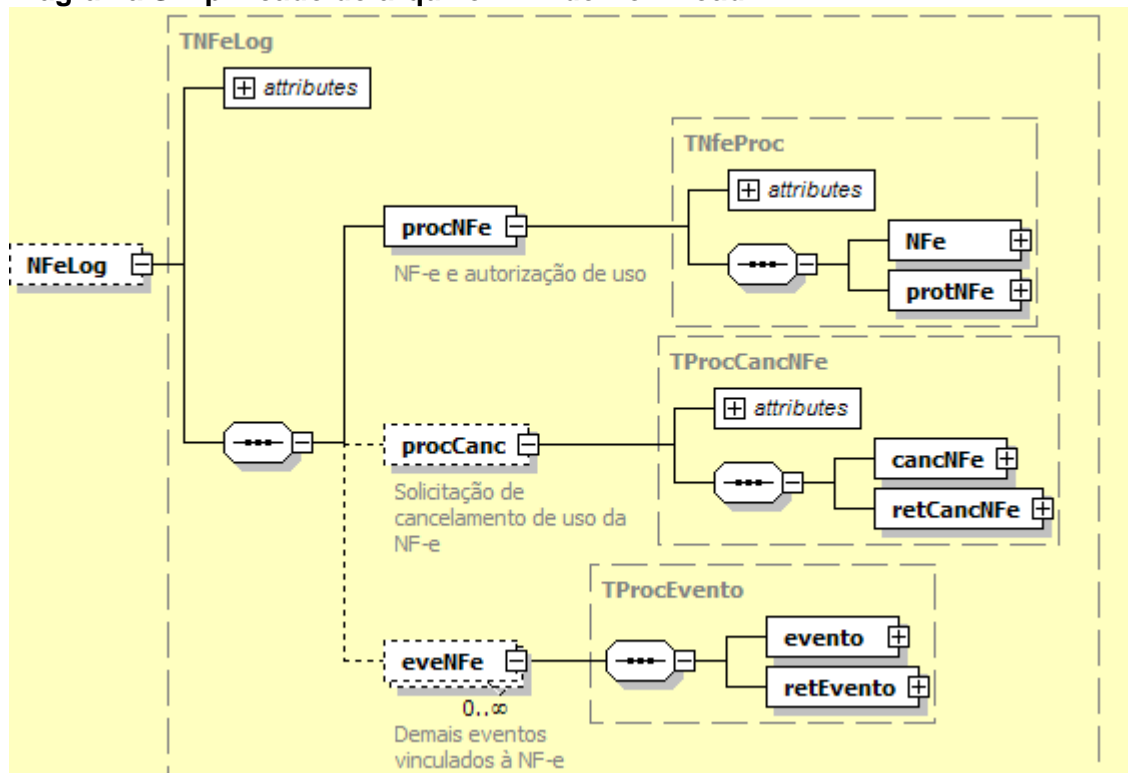 TNFeLog
attributes
TNfeProc
attributes
procNFe
NFe
NFeLog
NF-e e autorização de uso
protNFe
TProcCancNFe
attributes
procCanc
cancNFe
Solicitação de
cancelamento de uso da
NF-e
retCancNFe
TProcEvento
evento
eveNFe
retEvento
0..∞
Demais eventos
vinculados à NF-e